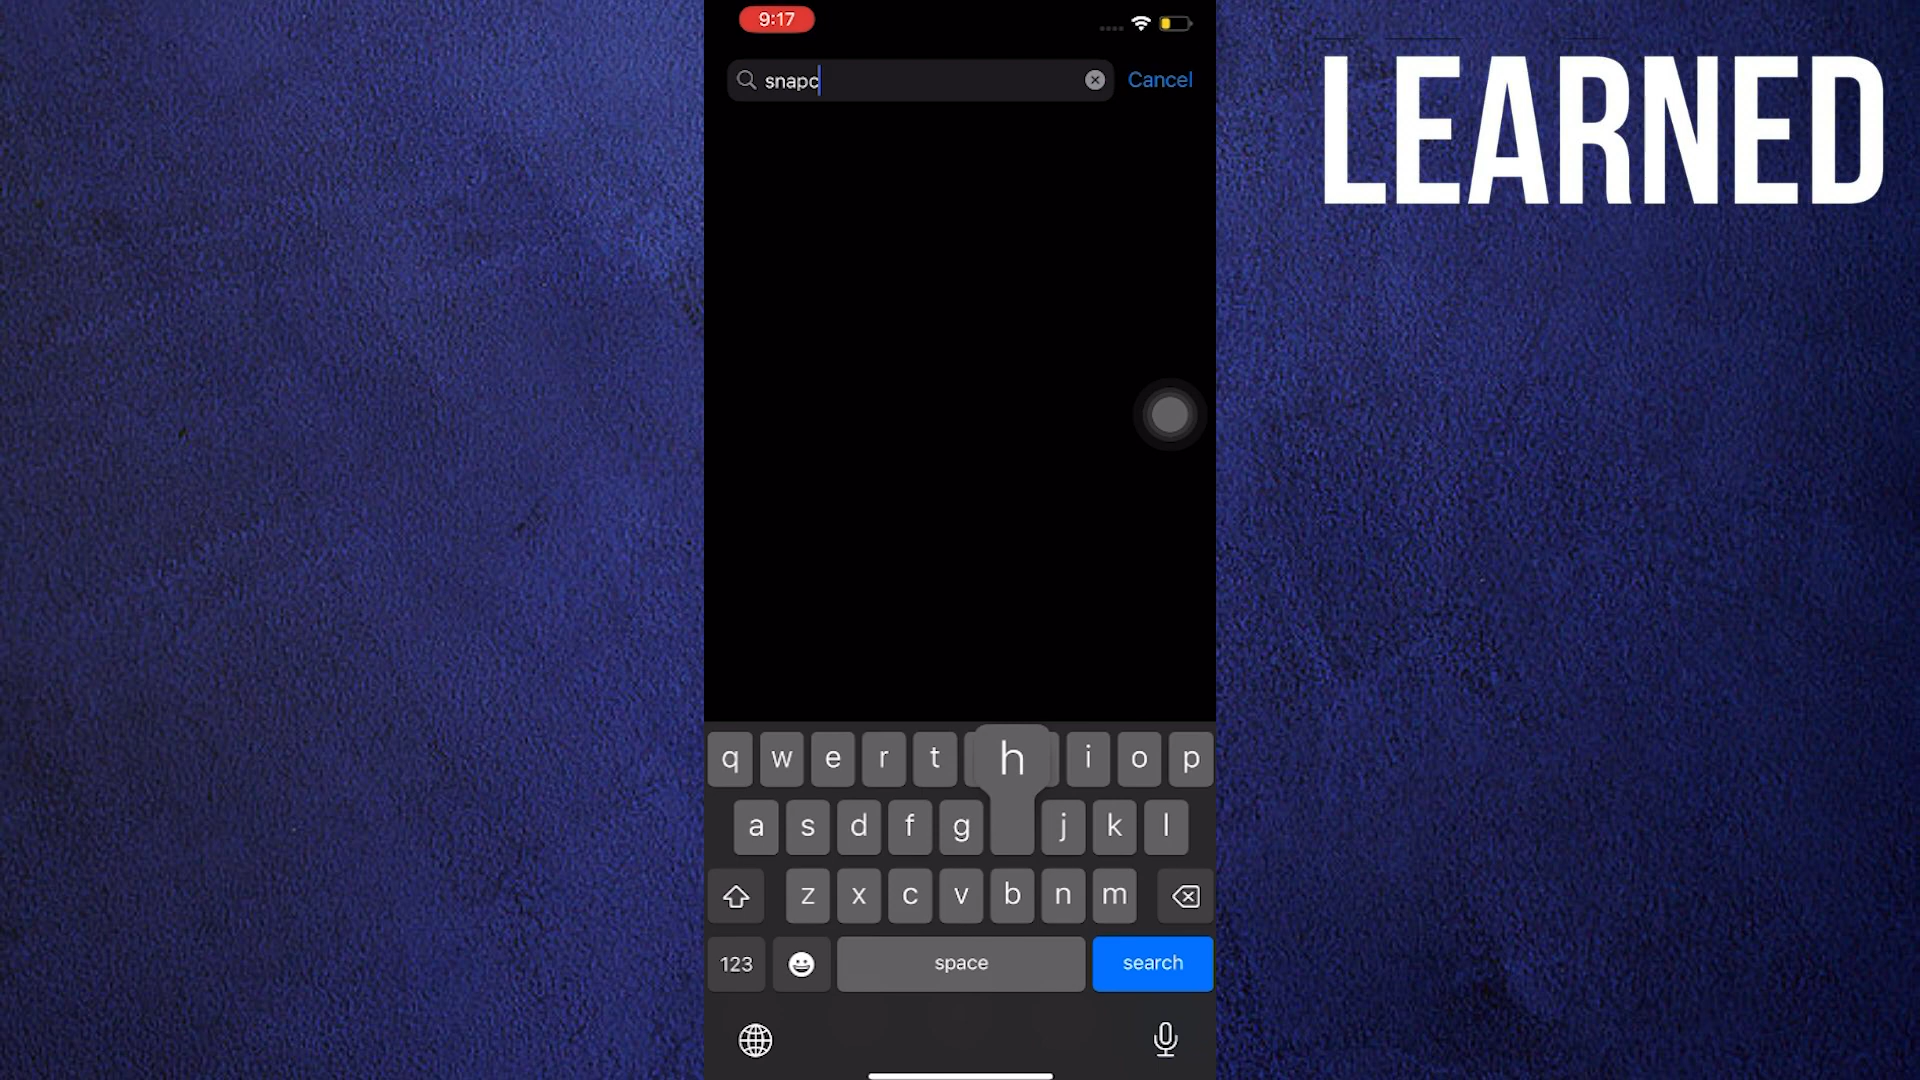 9:17
LEARNED
snapc
Cancel
q w e r t h i o p
a s d f g j k l
z x c v b n m
123 space search